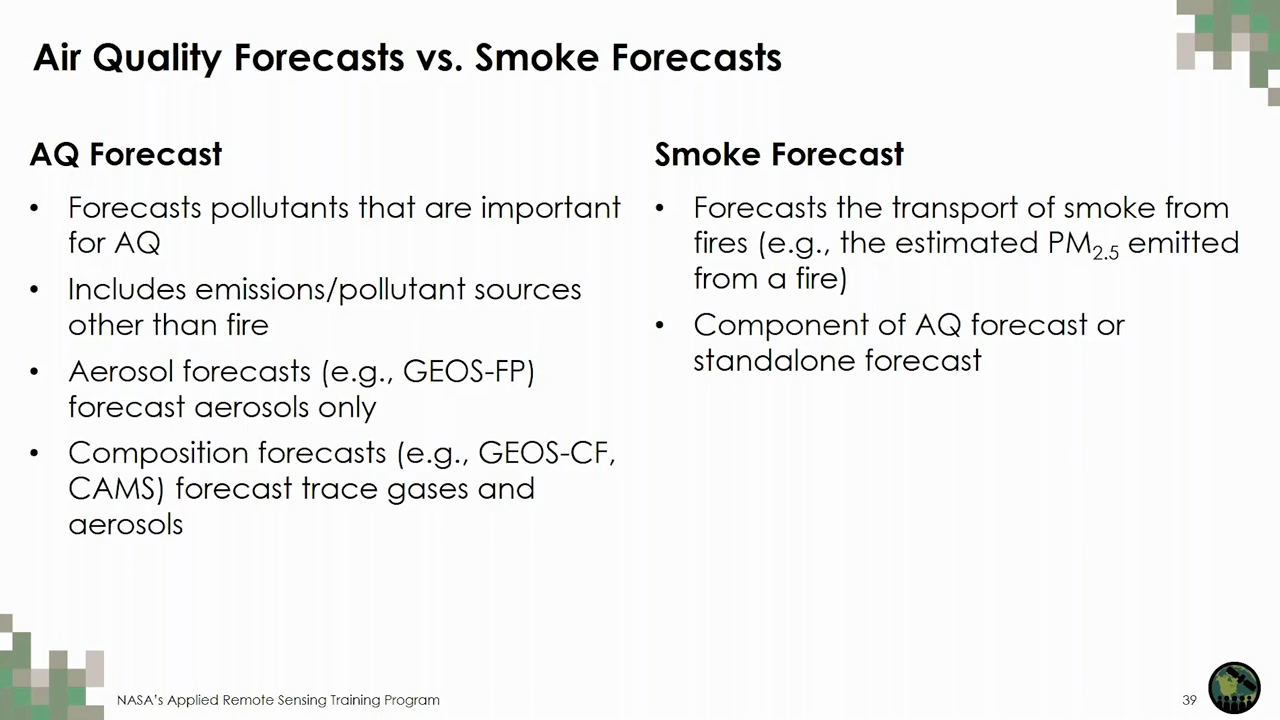 Air Quality Forecasts vs. Smoke Forecasts
AQ Forecast
• Forecasts pollutants that are important
for AQ
• Includes emissions/pollutant sources
other than fire
• Aerosol forecasts (e.g., GEOS-FP)
forecast aerosols only
• Composition forecasts (e.g., GEOS-CF,
CAMS) forecast trace gases and
aerosols
Smoke Forecast
• Forecasts the transport of smoke from
fires (e.g., the estimated PM2.5 emitted
from a fire)
• Component of AQ forecast or
standalone forecast
NASA's Applied Remote Sensing Training Program
39